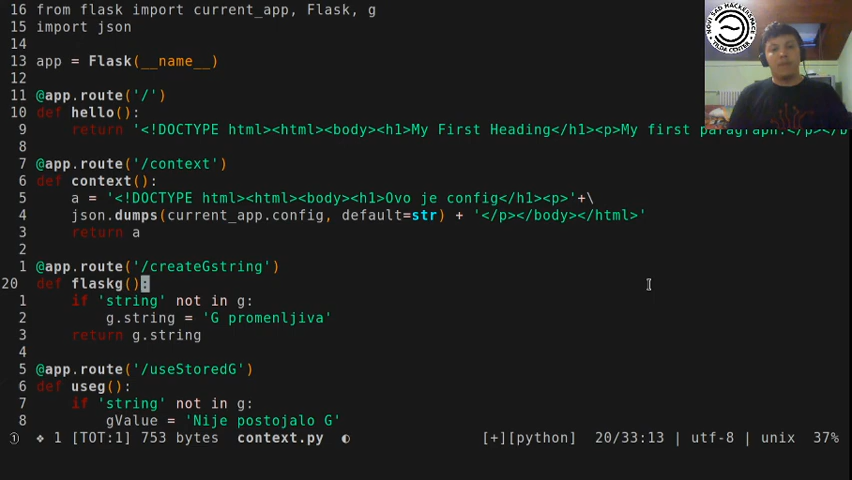 16 from flask import current_app, Flask, g
15 import json
14
13 app = Flask(__name__)
12
11 @app.route('/')
10 def hello():
9 return '<!DOCTYPE html><html><body><h1>My First Heading</h1><p>My first paragraph.</p></b
8
7 @app.route('/context')
6 def context():
5 a = '<!DOCTYPE html><html><body><h1>Ovo je config</h1><p>'+\
4 json.dumps(current_app.config, default=str) + '</p></body></html>'
3 return a
2
1 @app.route('/createGstring')
20 def flaskg():
1 if 'string' not in g:
2 g.string = 'G promenljiva'
3 return g.string
4
5 @app.route('/useStoredG')
6 def useg():
7 if 'string' not in g:
8 gValue = 'Nije postojalo G'
① ❖ 1 [TOT:1] 753 bytes context.py ◐ [+][python] 20/33:13 | utf-8 | unix 37%
NOVI SAD HACKERSPACE
TILDA CENTER